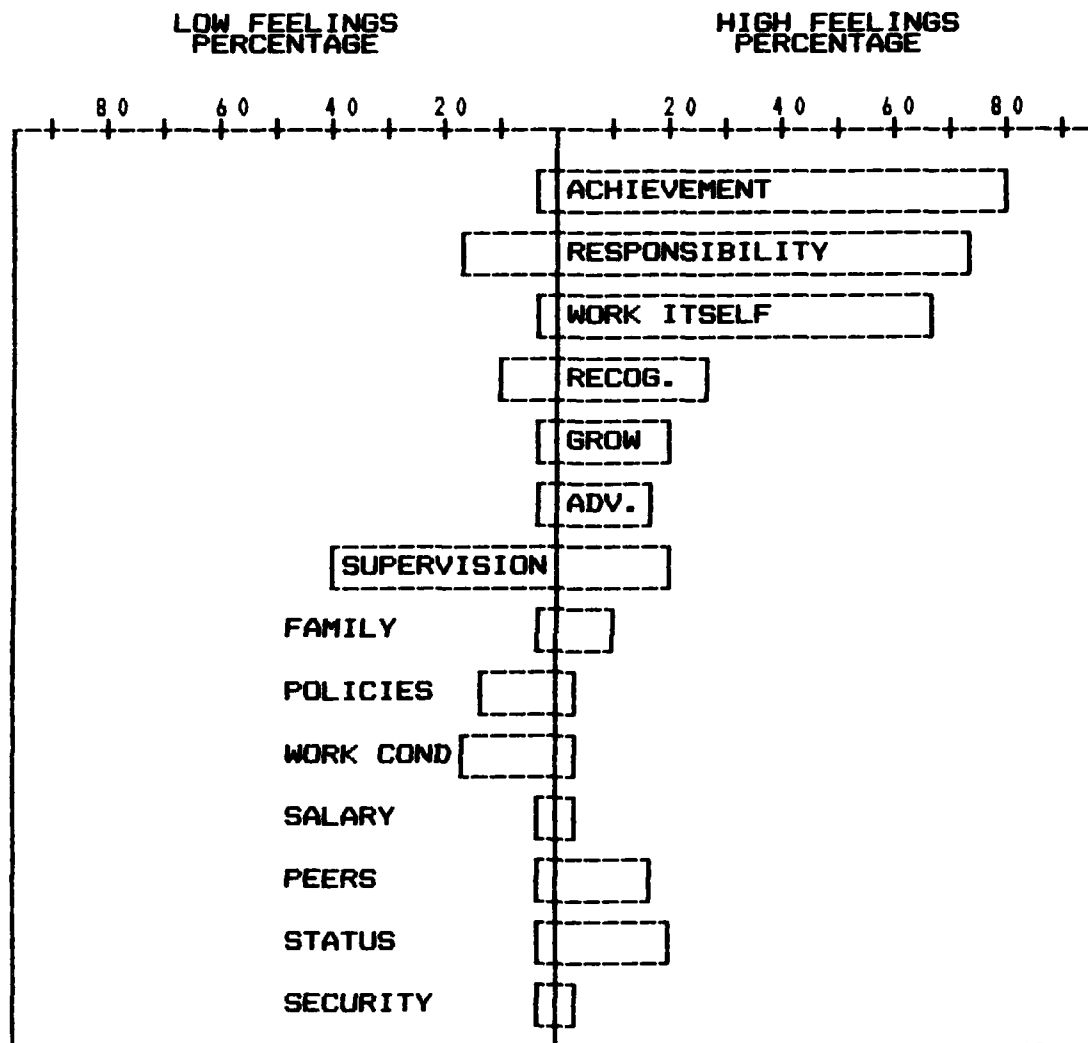 LOW FEELINGS
PERCENTAGE
HIGH FEELINGS
PERCENTAGE
80 60 40 20 20 40 60 80
ACHIEVEMENT
RESPONSIBILITY
WORK ITSELF
RECOG.
GROW
ADV.
SUPERVISION
FAMILY
POLICIES
WORK COND
SALARY
PEERS
STATUS
SECURITY